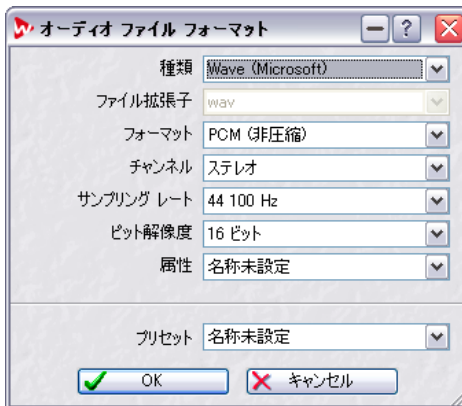 オーディオ ファイル フォーマット
種類 Wave (Microsoft)
ファイル拡張子 wav
フォーマット PCM (非圧縮)
チャンネル ステレオ
サンプリング レート 44 100 Hz
ビット解像度 16 ビット
属性 名称未設定
プリセット 名称未設定
OK キャンセル